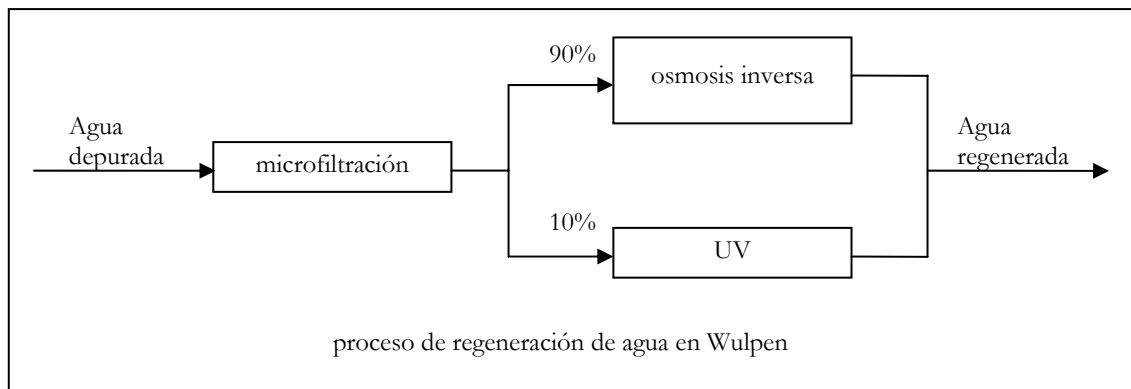 90%
osmosis inversa
Agua
depurada
microfiltración
Agua
regenerada
10%
UV
proceso de regeneración de agua en Wulpen